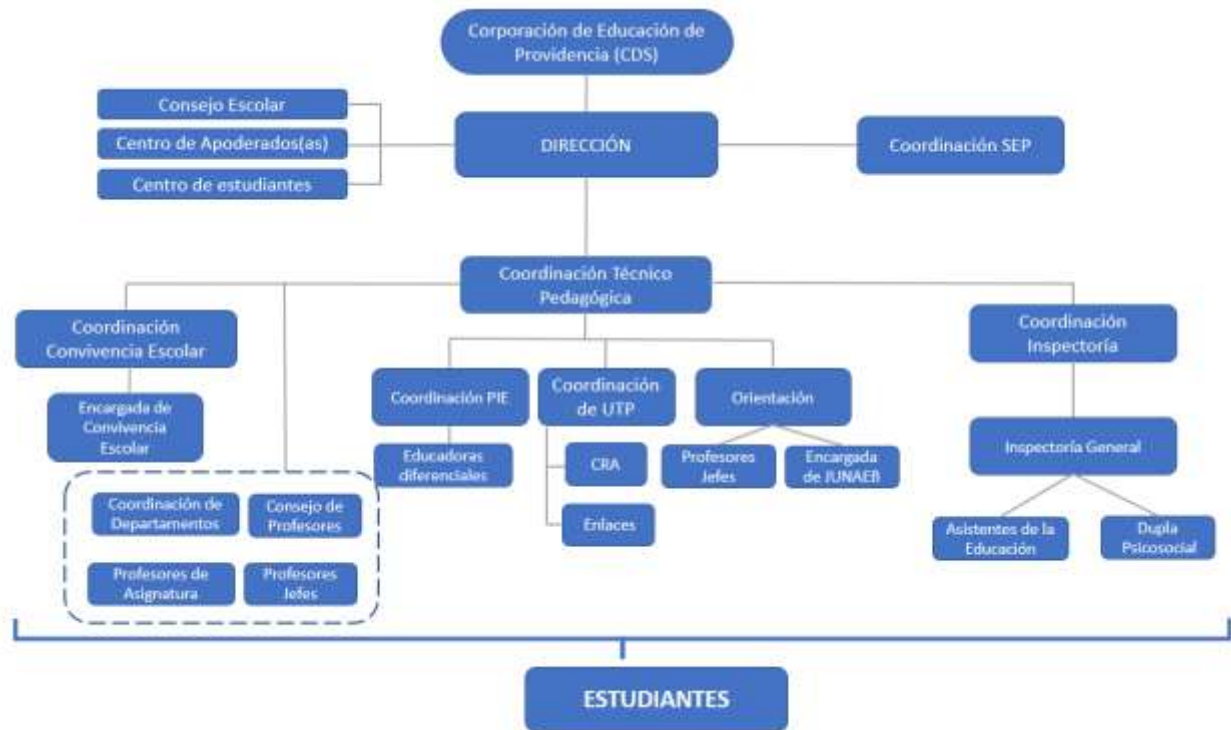 Corporación de Educación de
Providencia (CDS)
Consejo Escolar
Centro de Apoderados(as)
Centro de estudiantes
DIRECCIÓN
Coordinación SEP
Coordinación Técnico
Pedagógica
Coordinación
Convivencia Escolar
Encargada de
Convivencia
Escolar
Coordinación de
Departamentos
Consejo de
Profesores
Profesores de
Asignatura
Profesores
Jefes
Coordinación PIE
Educadoras
diferenciales
Coordinación
de UTP
CRA
Enlaces
Orientación
Profesores
Jefes
Encargada
de JUNAEB
Coordinación
Inspectoría
Inspectoría General
Asistentes de la
Educación
Dupla
Psicosocial
ESTUDIANTES